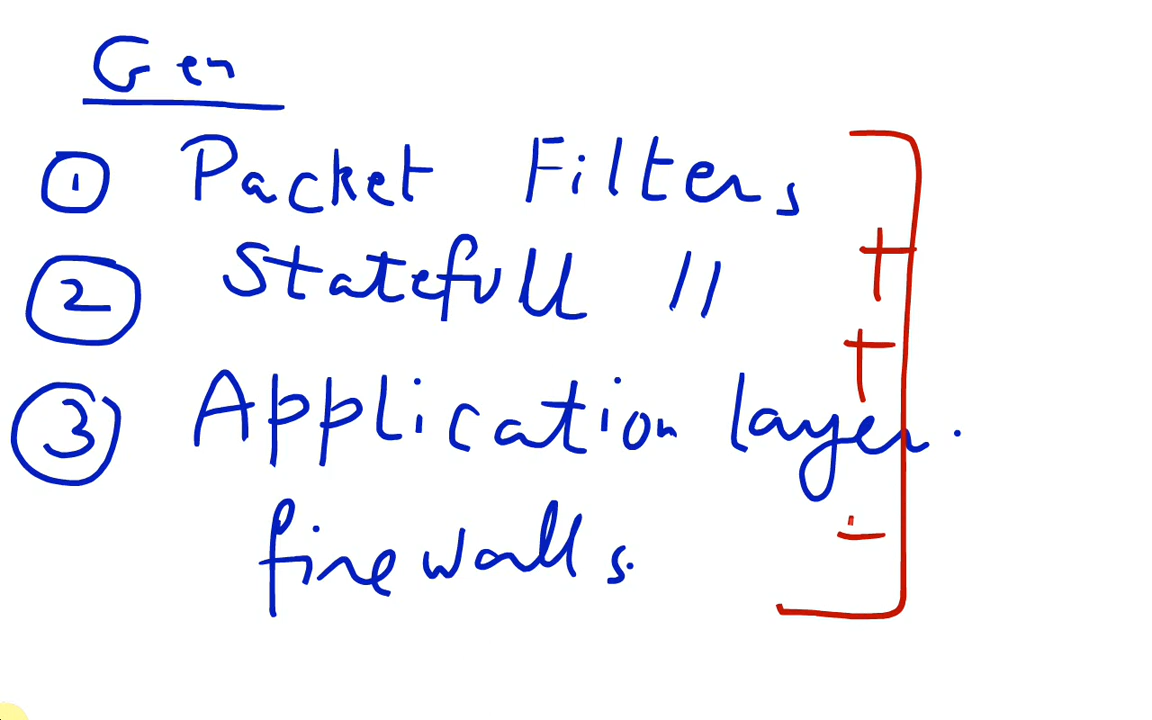 Gen
1 Packet Filters
2 Statefull "
3 Application layer.
firewalls.